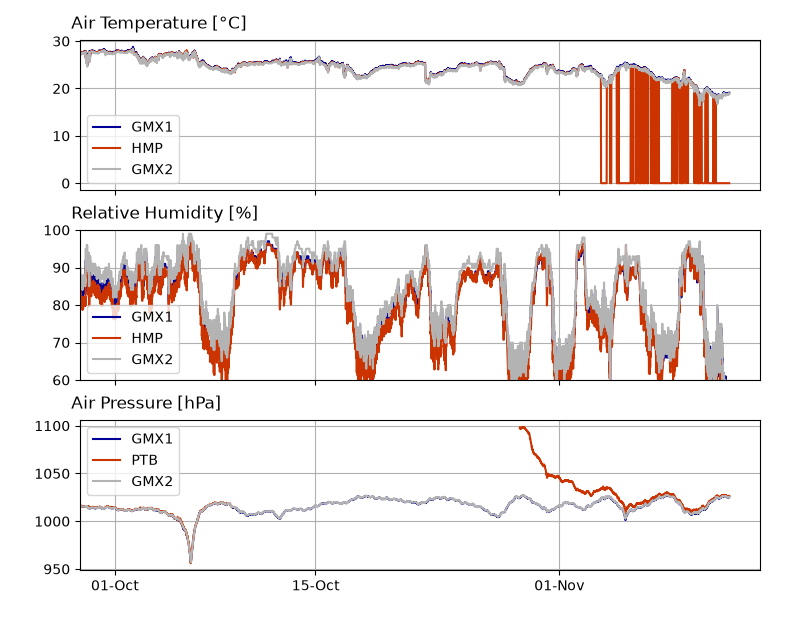 Air Temperature [°C]
30
20
10
0
GMX1
HMP
GMX2
Relative Humidity [%]
100
90
80
70
60
GMX1
HMP
GMX2
Air Pressure [hPa]
1100
1050
1000
950
GMX1
PTB
GMX2
01-Oct 15-Oct 01-Nov